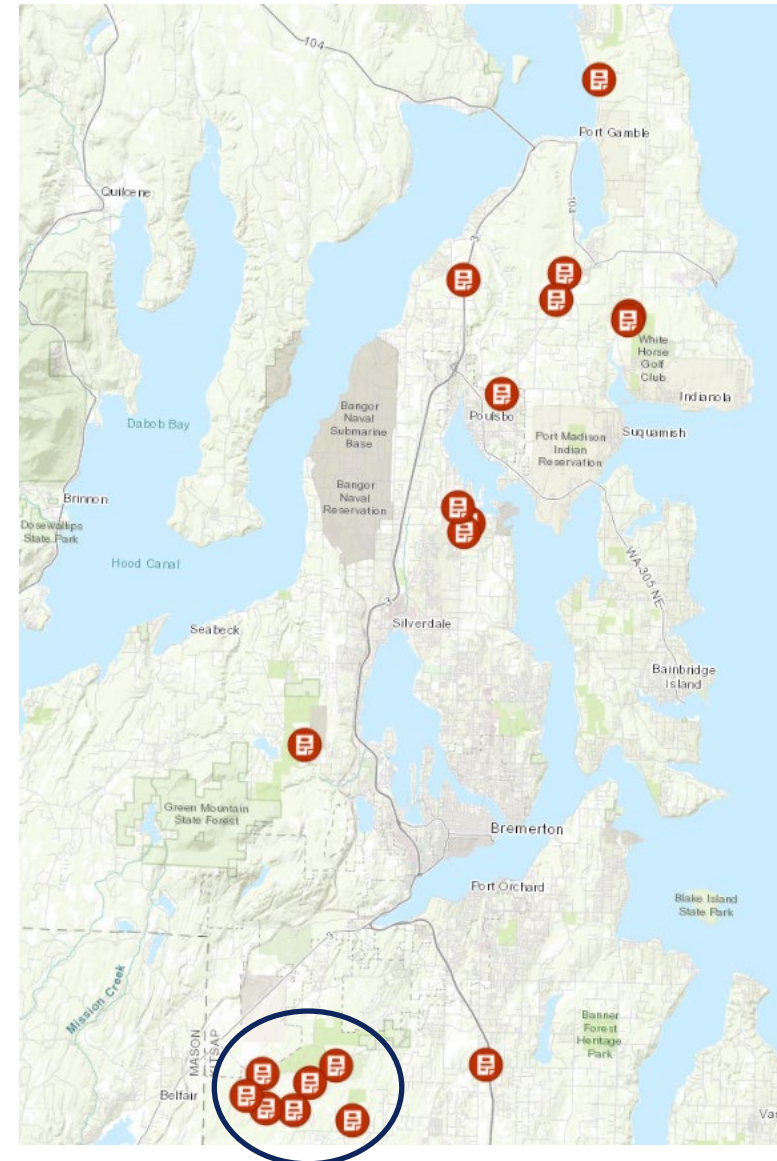 104
Port Gamble
Quilcene
104
3
White
Horse
Golf
Club
Indianola
Poulsbo
Bangor
Naval
Submarine
Base
Dabob Bay
Port Madison
Indian
Reservation
Suquamish
Bangor
Naval
Reservation
Brinnon
Dosewallips
State Park
Hood Canal
WA-305 NE
3
Silverdale
Seabeck
Bainbridge
Island
Green Mountain
State Forest
Bremerton
Port Orchard
Blake Island
State Park
3
Mission Creek
MASON
KITSAP
Banner
Forest
Heritage
Park
Belfair
Vas